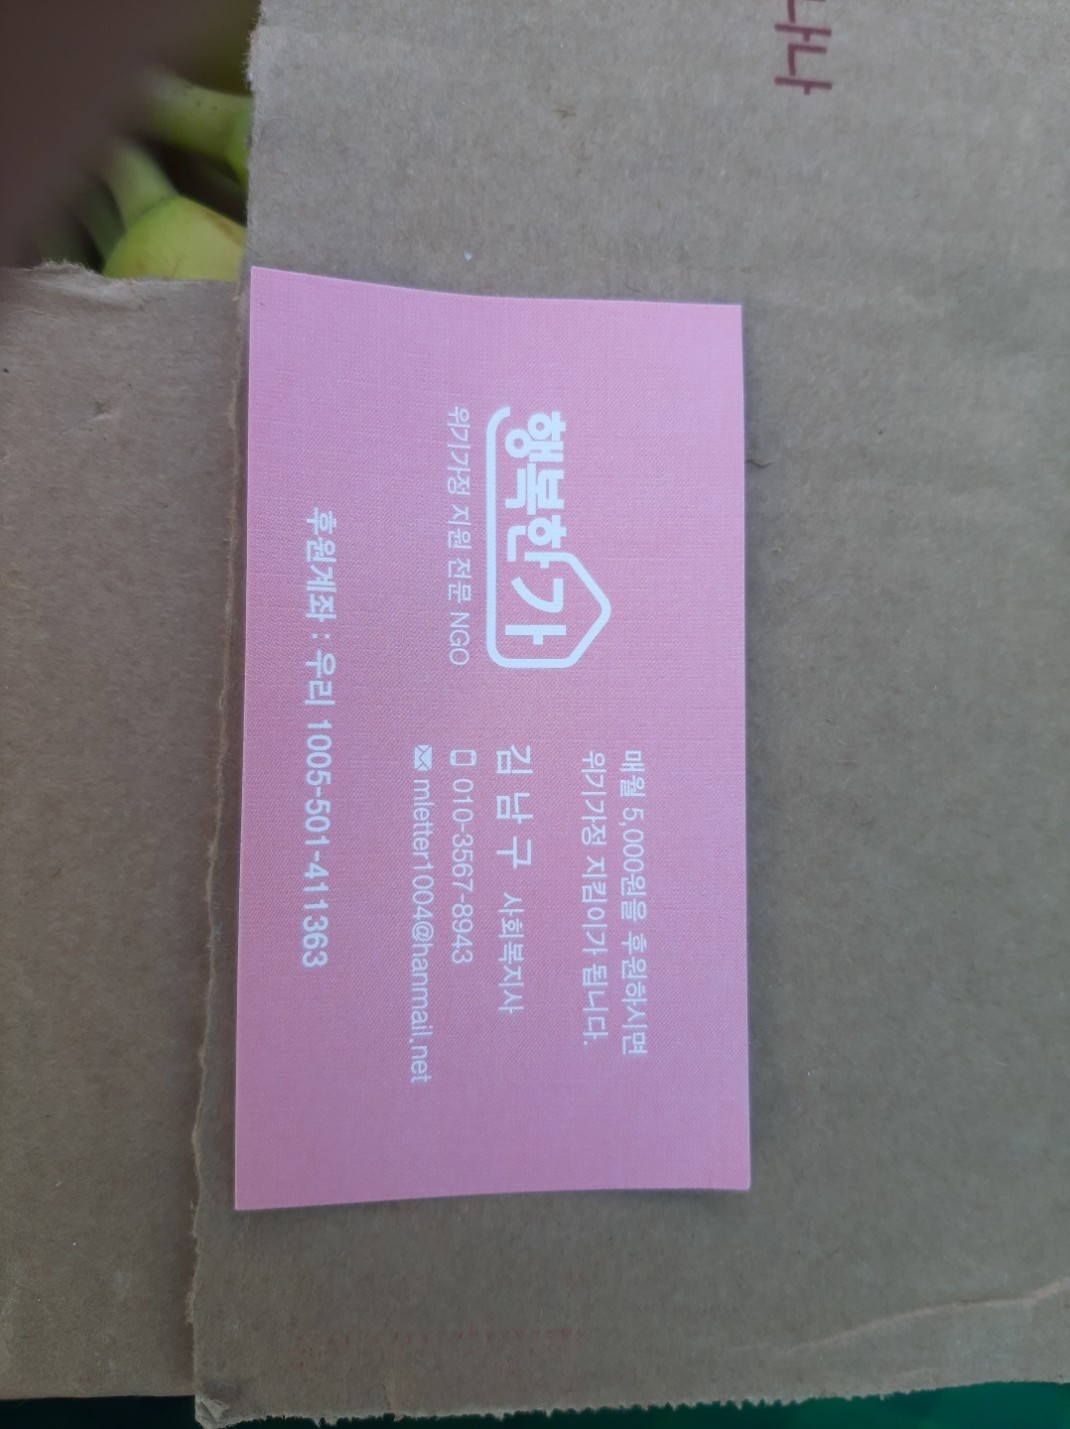 나나
행복한가
위기가정 지원 전문 NGO
매월 5,000원을 후원하시면
위기가정 지킴이가 됩니다.
김남구 사회복지사
010-3567-8943
mletter1004@hanmail.net
후원계좌 : 우리 1005-501-411363